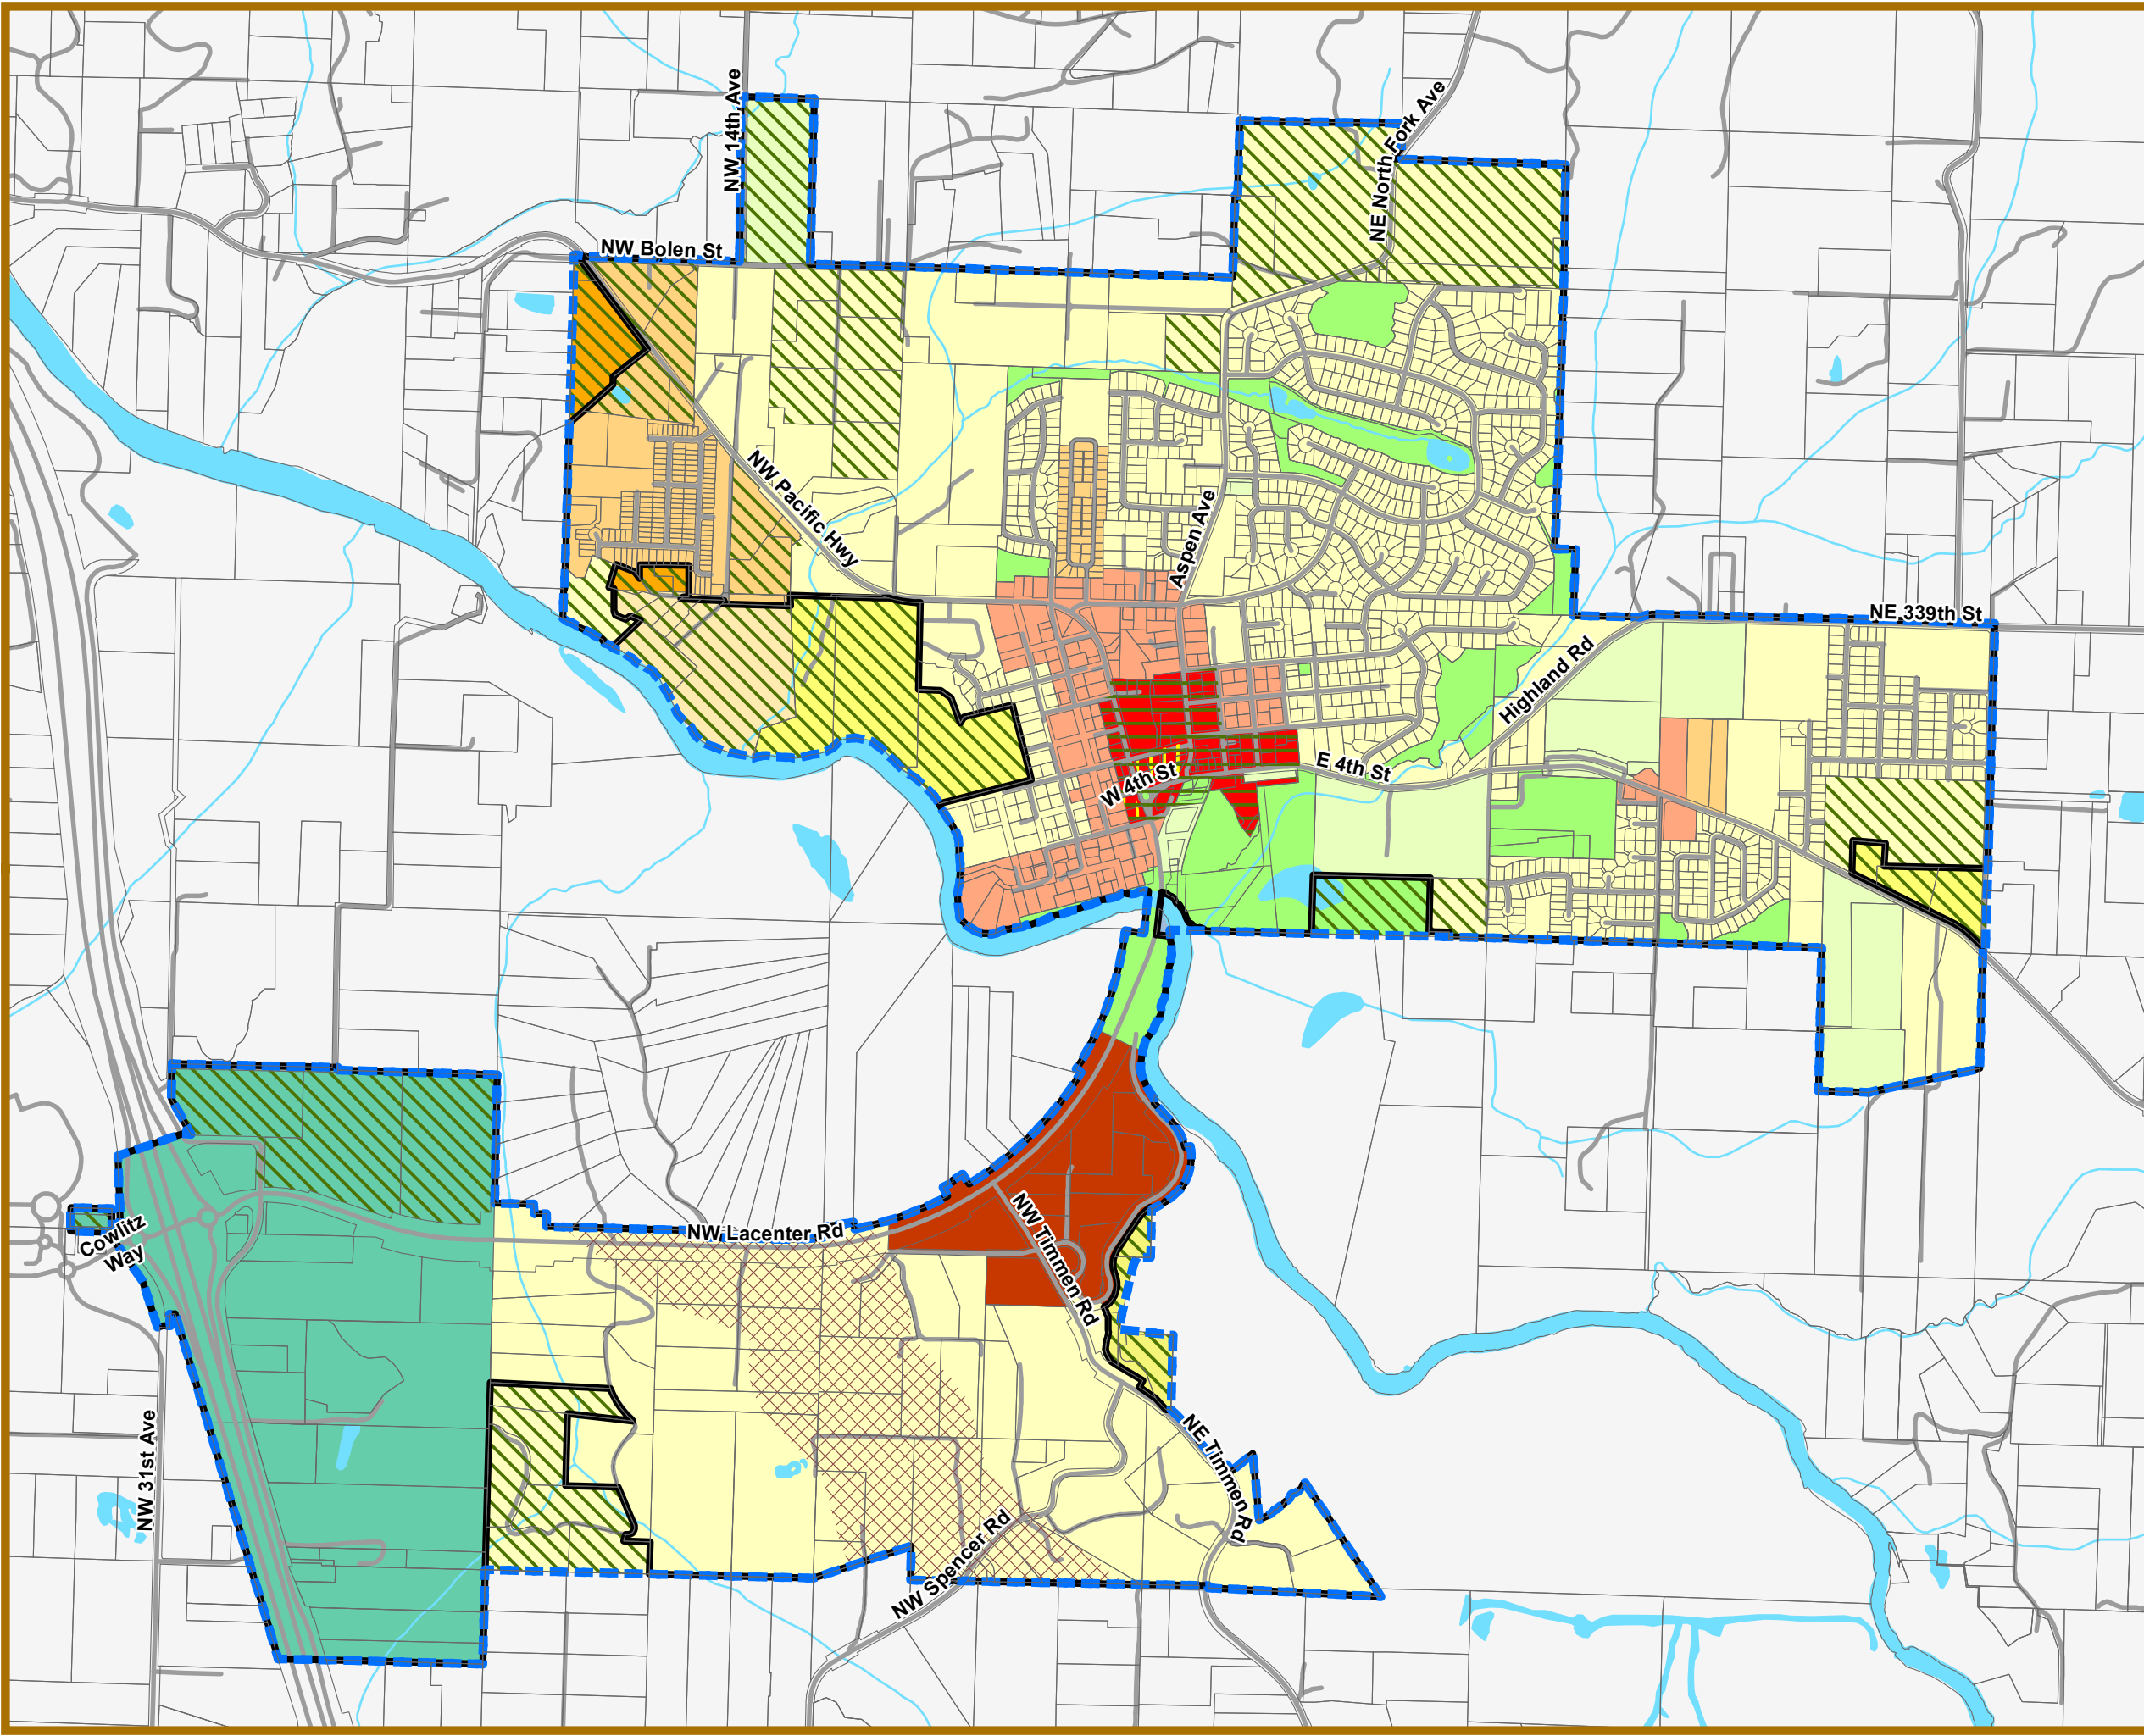 NW 14th Ave
NE North Fork Ave
NW Bolen St
NW Pacific Hwy
Aspen Ave
NE 339th St
Highland Rd
E 4th St
W 4th St
Cowlitz
Way
NW Lacenter Rd
NW Timmen Rd
NW 31st Ave
NE Timmen Rd
NW Spencer Rd